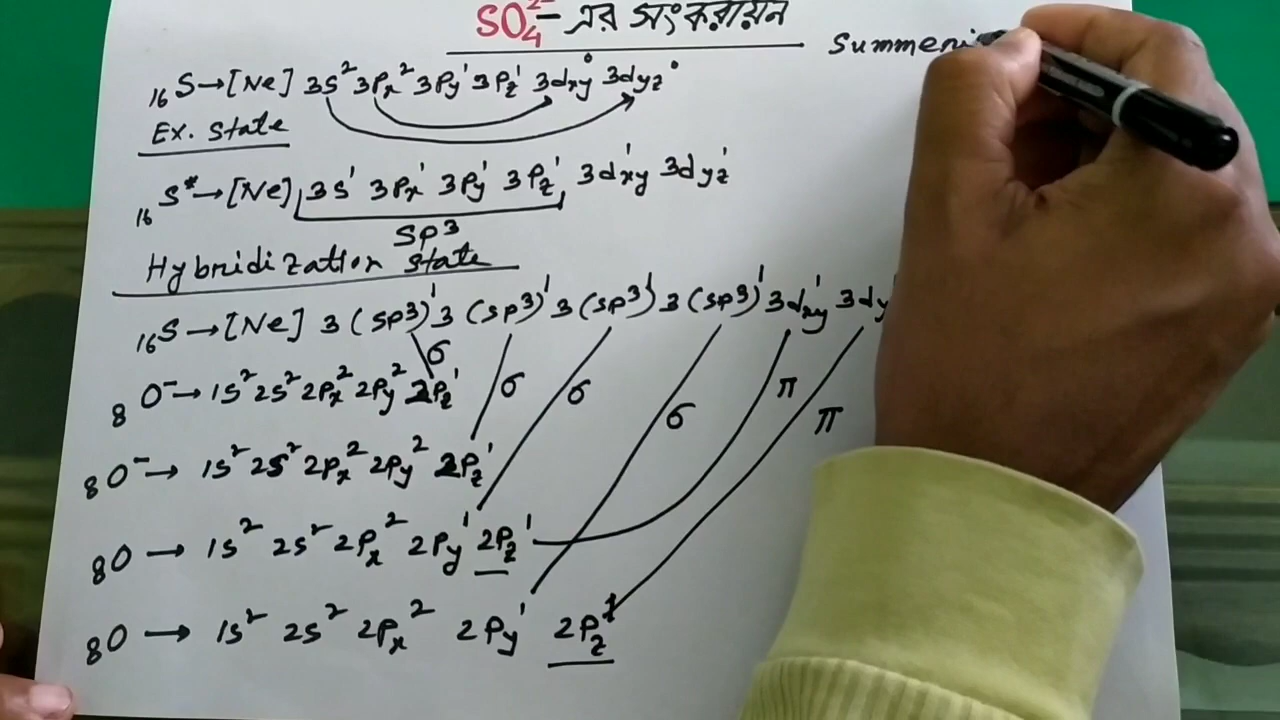 SO₄²⁻ – এর সংকরায়ন
Summeri
₁₆S→[Ne] 3s² 3Pₓ² 3Py¹ 3Pz¹ 3dxy⁰ 3dyz⁰
Ex. State
₁₆S*→[Ne] 3s¹ 3Pₓ¹ 3Py¹ 3Pz¹ 3dxy¹ 3dyz¹
SP³
Hybridization state
₁₆S→[Ne] 3(sp³)¹ 3(sp³)¹ 3(sp³)¹ 3(sp³)¹ 3dxy¹ 3dy
σ σ σ σ π π
₈O⁻→ 1s² 2s² 2Pₓ² 2Py² 2Pz¹
₈O⁻→ 1s² 2s² 2Pₓ² 2Py² 2Pz¹
₈O → 1s² 2s² 2Pₓ² 2Py¹ 2Pz¹
₈O → 1s² 2s² 2Pₓ² 2Py¹ 2Pz¹